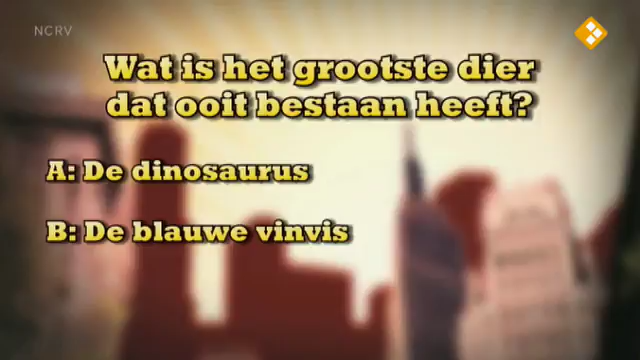 NCRV
Wat is het grootste dier
dat ooit bestaan heeft?
A: De dinosaurus
B: De blauwe vinvis